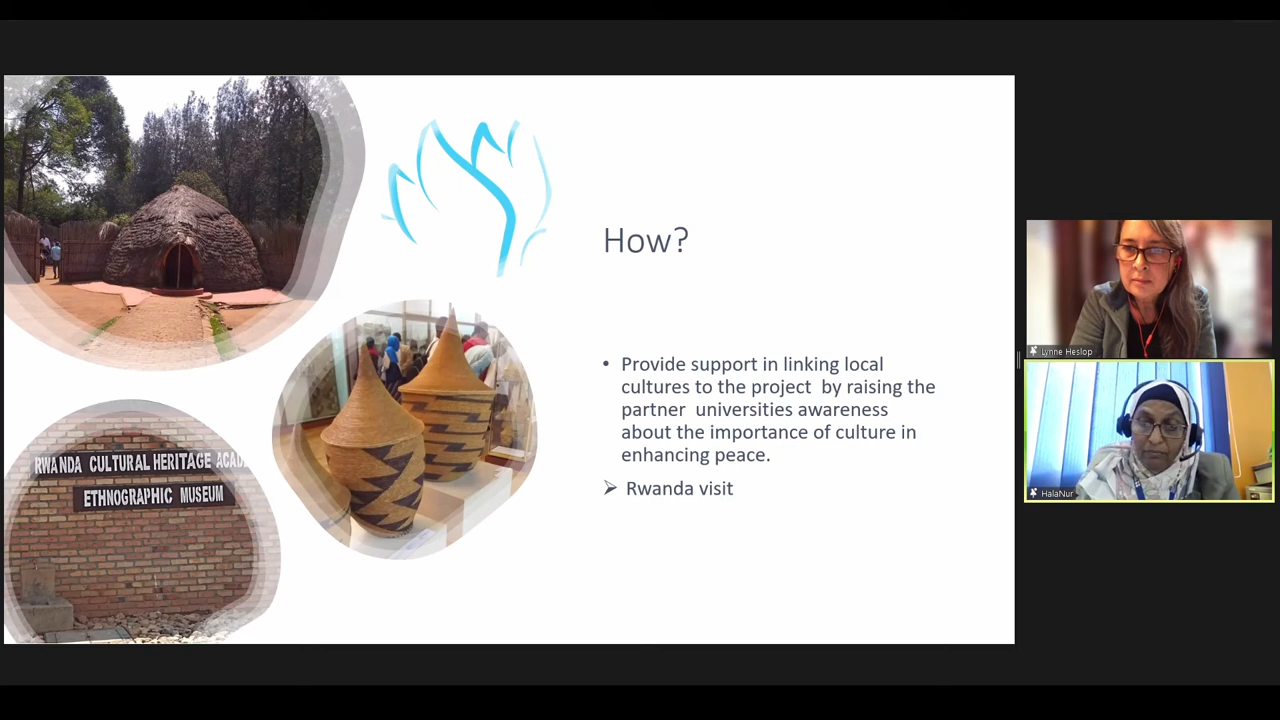 RWANDA CULTURAL HERITAGE
ETHNOGRAPHIC MUSEUM
How?
• Provide support in linking local
cultures to the project by raising the
partner universities awareness
about the importance of culture in
enhancing peace.
➢ Rwanda visit
Lynne Heslop
HalaNur